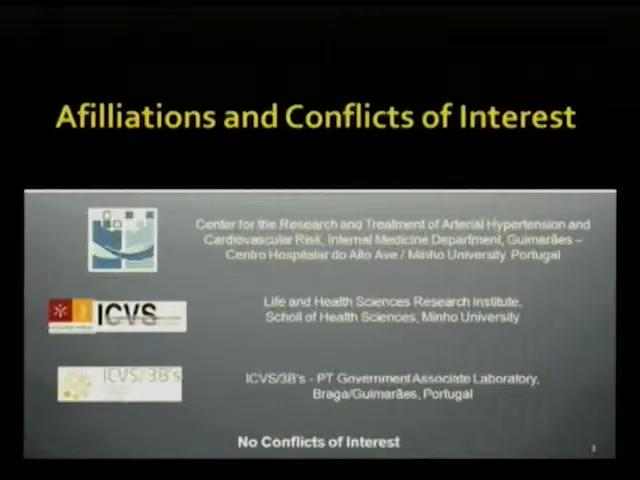 Afilliations and Conflicts of Interest
Center for the Research and Treatment of Arterial Hypertension and
Cardiovascular Risk, Internal Medicine Department, Guimarães –
Centro Hospitalar do Alto Ave / Minho University, Portugal
ICVS
Life and Health Sciences Research Institute,
Scholl of Health Sciences, Minho University
ICVS/3B's
ICVS/3B's - PT Government Associate Laboratory,
Braga/Guimarães, Portugal
No Conflicts of Interest
3